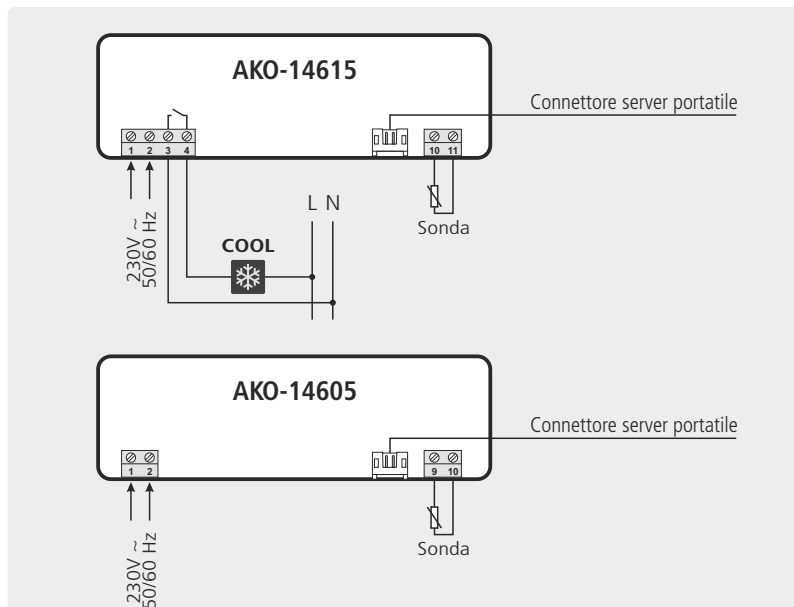 AKO-14615
Connettore server portatile
1 2 3 4
10 11
230V ~
50/60 Hz
L N
COOL
Sonda
AKO-14605
Connettore server portatile
1 2
9 10
230V ~
50/60 Hz
Sonda